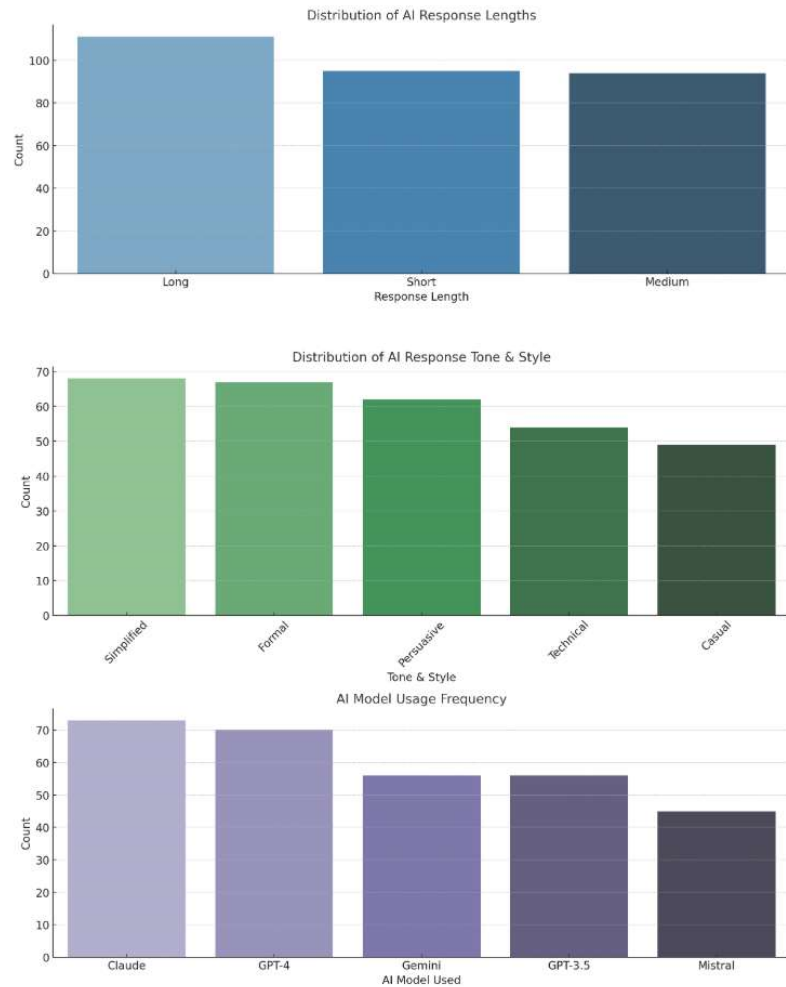 Distribution of AI Response Lengths
100
80
60
40
20
0
Count
Long Short Medium
Response Length
Distribution of AI Response Tone & Style
70
60
50
40
30
20
10
0
Count
Simplified Formal Persuasive Technical Casual
Tone & Style
AI Model Usage Frequency
70
60
50
40
30
20
10
0
Count
Claude GPT-4 Gemini GPT-3.5 Mistral
AI Model Used